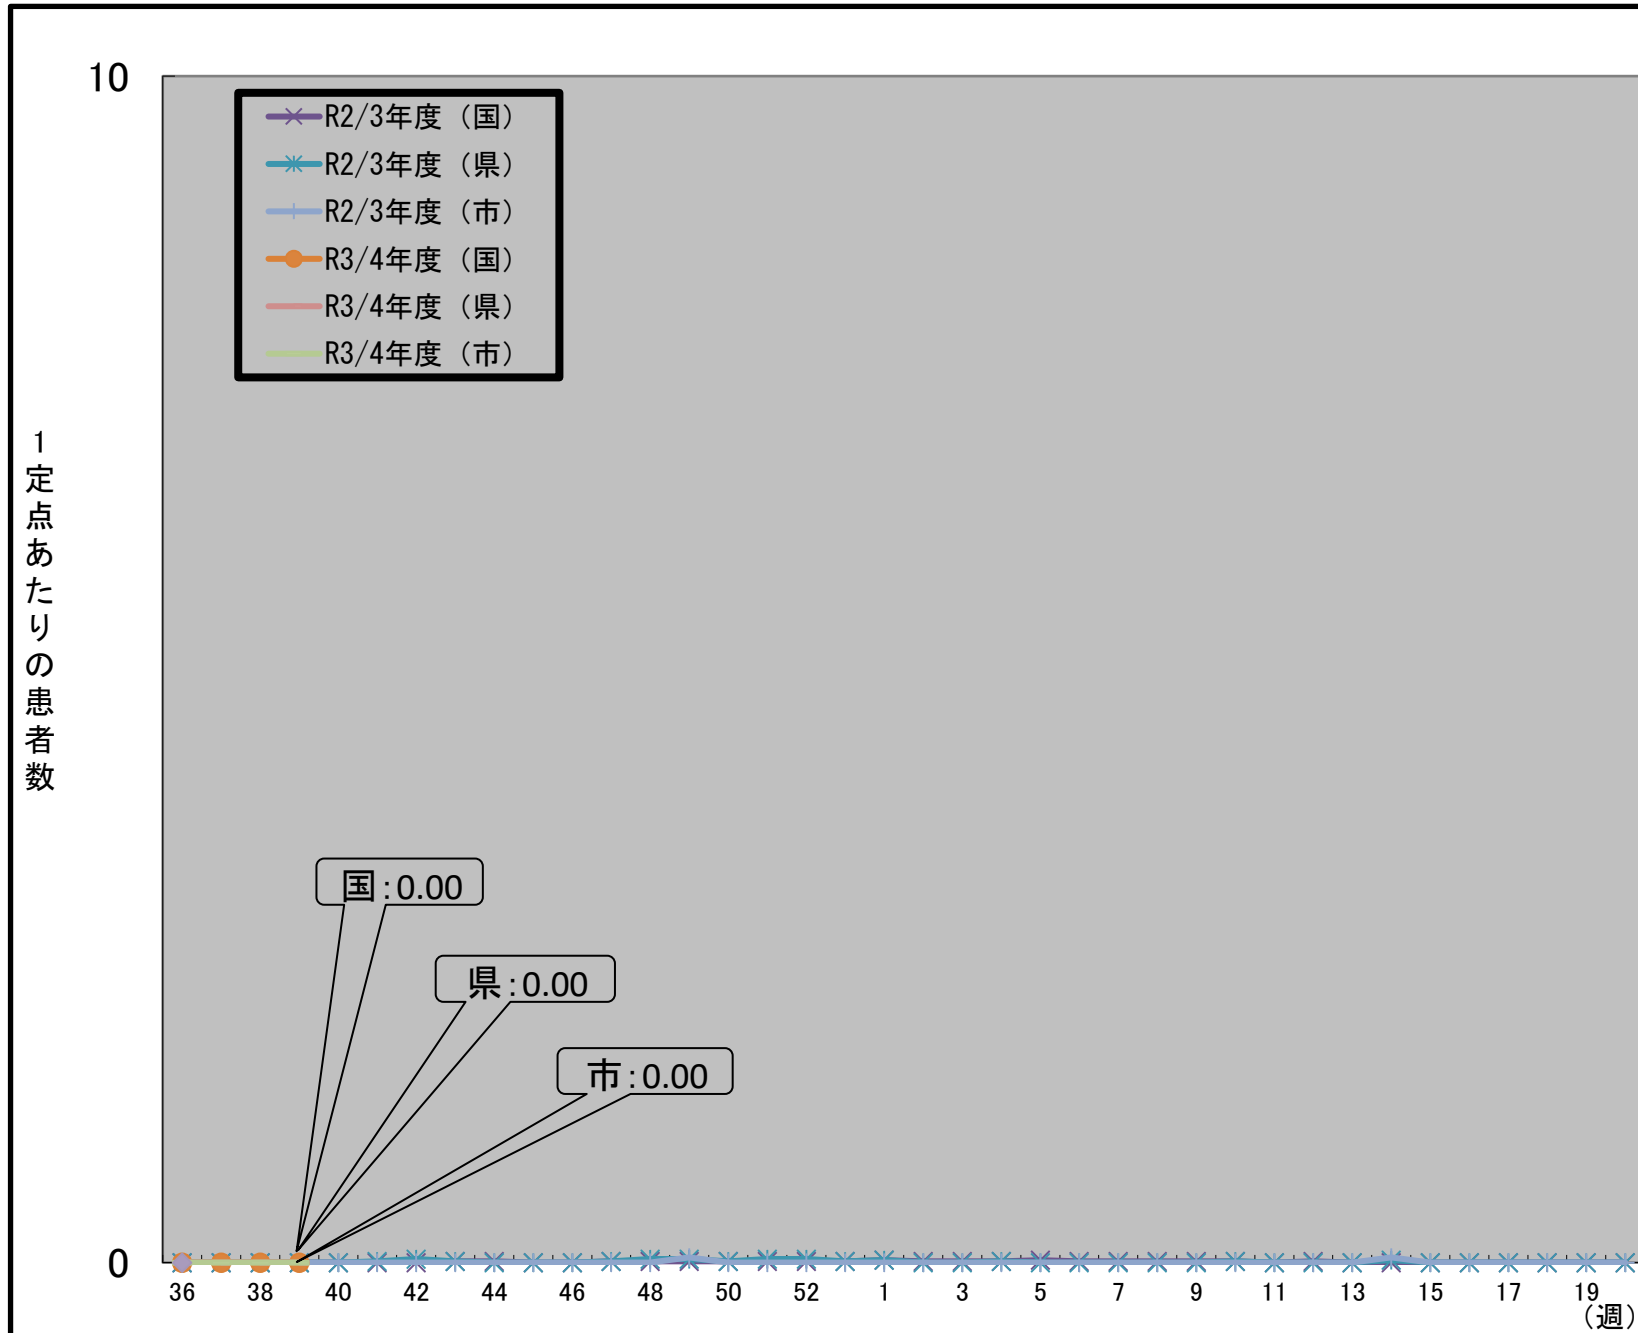 10
R2/3年度（国）
R2/3年度（県）
R2/3年度（市）
R3/4年度（国）
R3/4年度（県）
R3/4年度（市）
1定点あたりの患者数
国:0.00
県:0.00
市:0.00
0
36 38 40 42 44 46 48 50 52 1 3 5 7 9 11 13 15 17 19
（週）